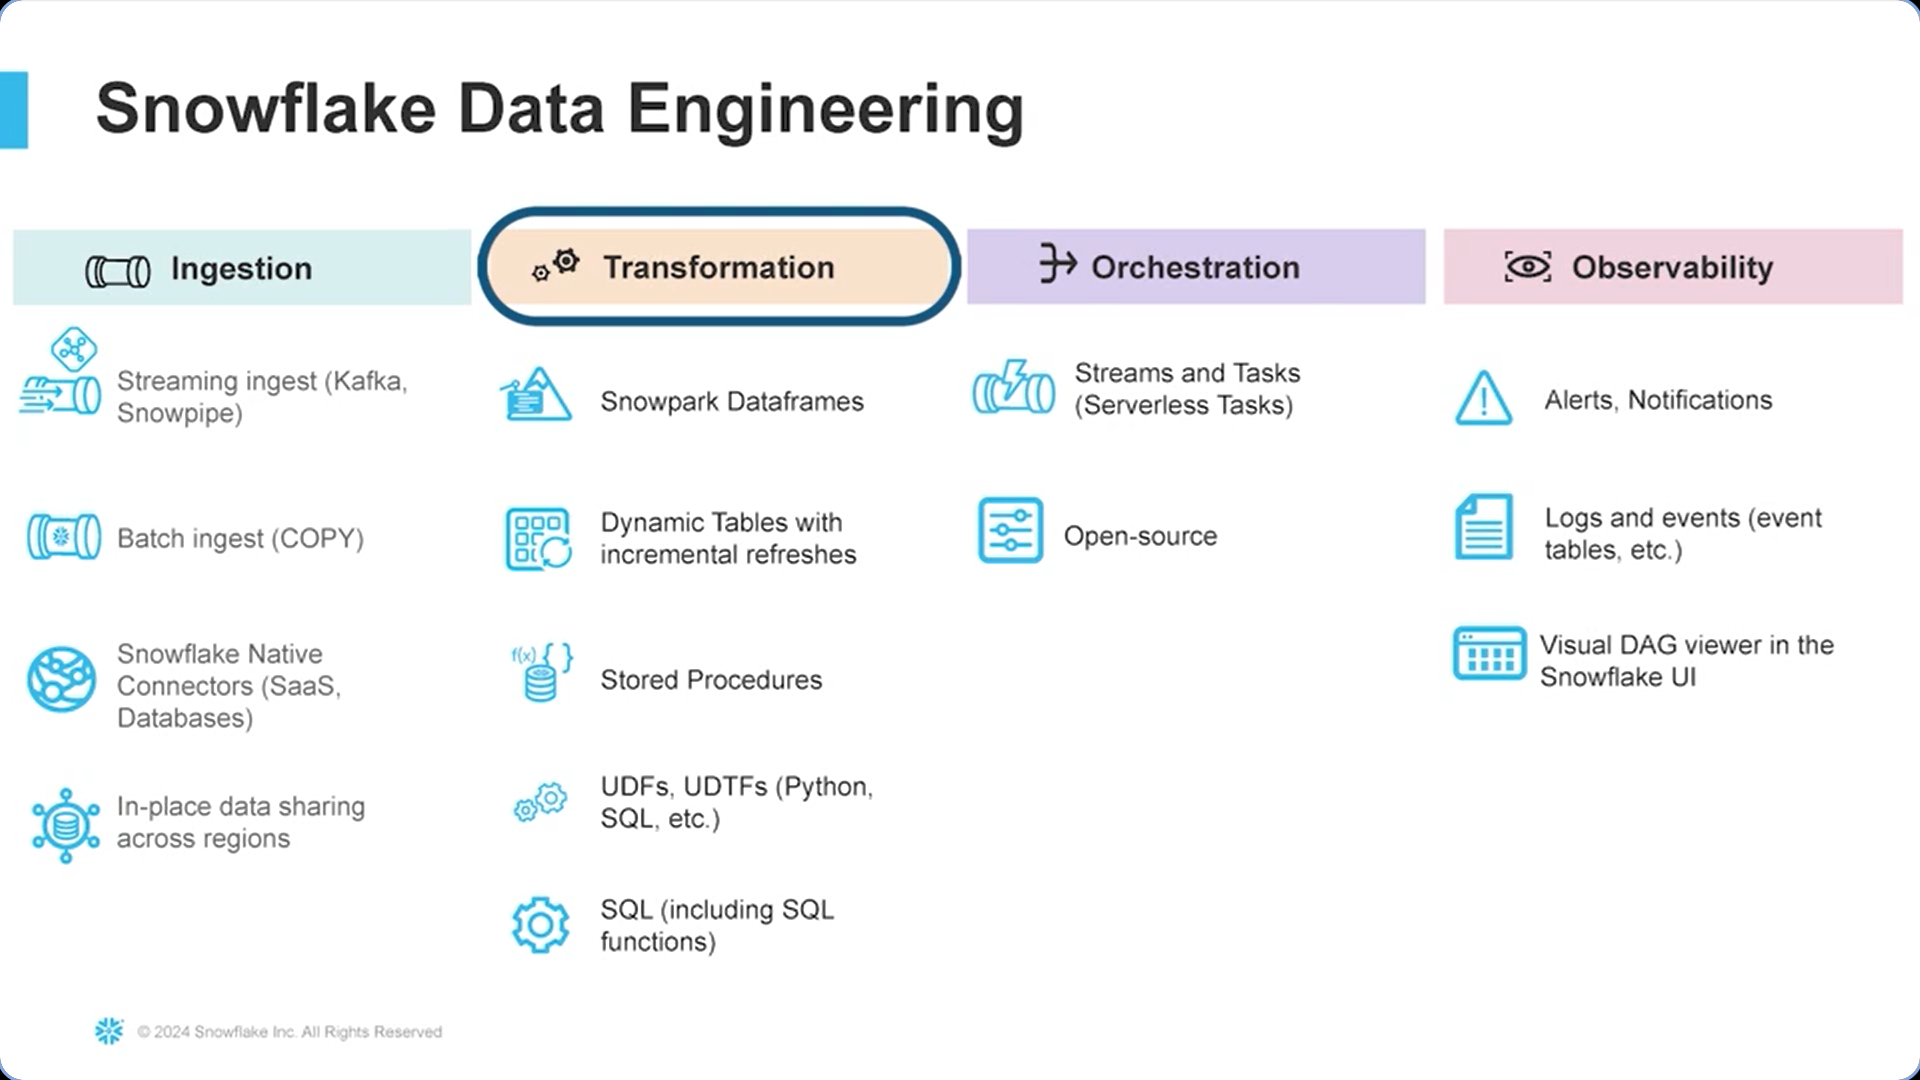 Snowflake Data Engineering
Ingestion
Streaming ingest (Kafka,
Snowpipe)
Batch ingest (COPY)
Snowflake Native
Connectors (SaaS,
Databases)
In-place data sharing
across regions
Transformation
Snowpark Dataframes
Dynamic Tables with
incremental refreshes
f(x) { }
Stored Procedures
UDFs, UDTFs (Python,
SQL, etc.)
SQL (including SQL
functions)
Orchestration
Streams and Tasks
(Serverless Tasks)
Open-source
Observability
Alerts, Notifications
Logs and events (event
tables, etc.)
Visual DAG viewer in the
Snowflake UI
© 2024 Snowflake Inc. All Rights Reserved